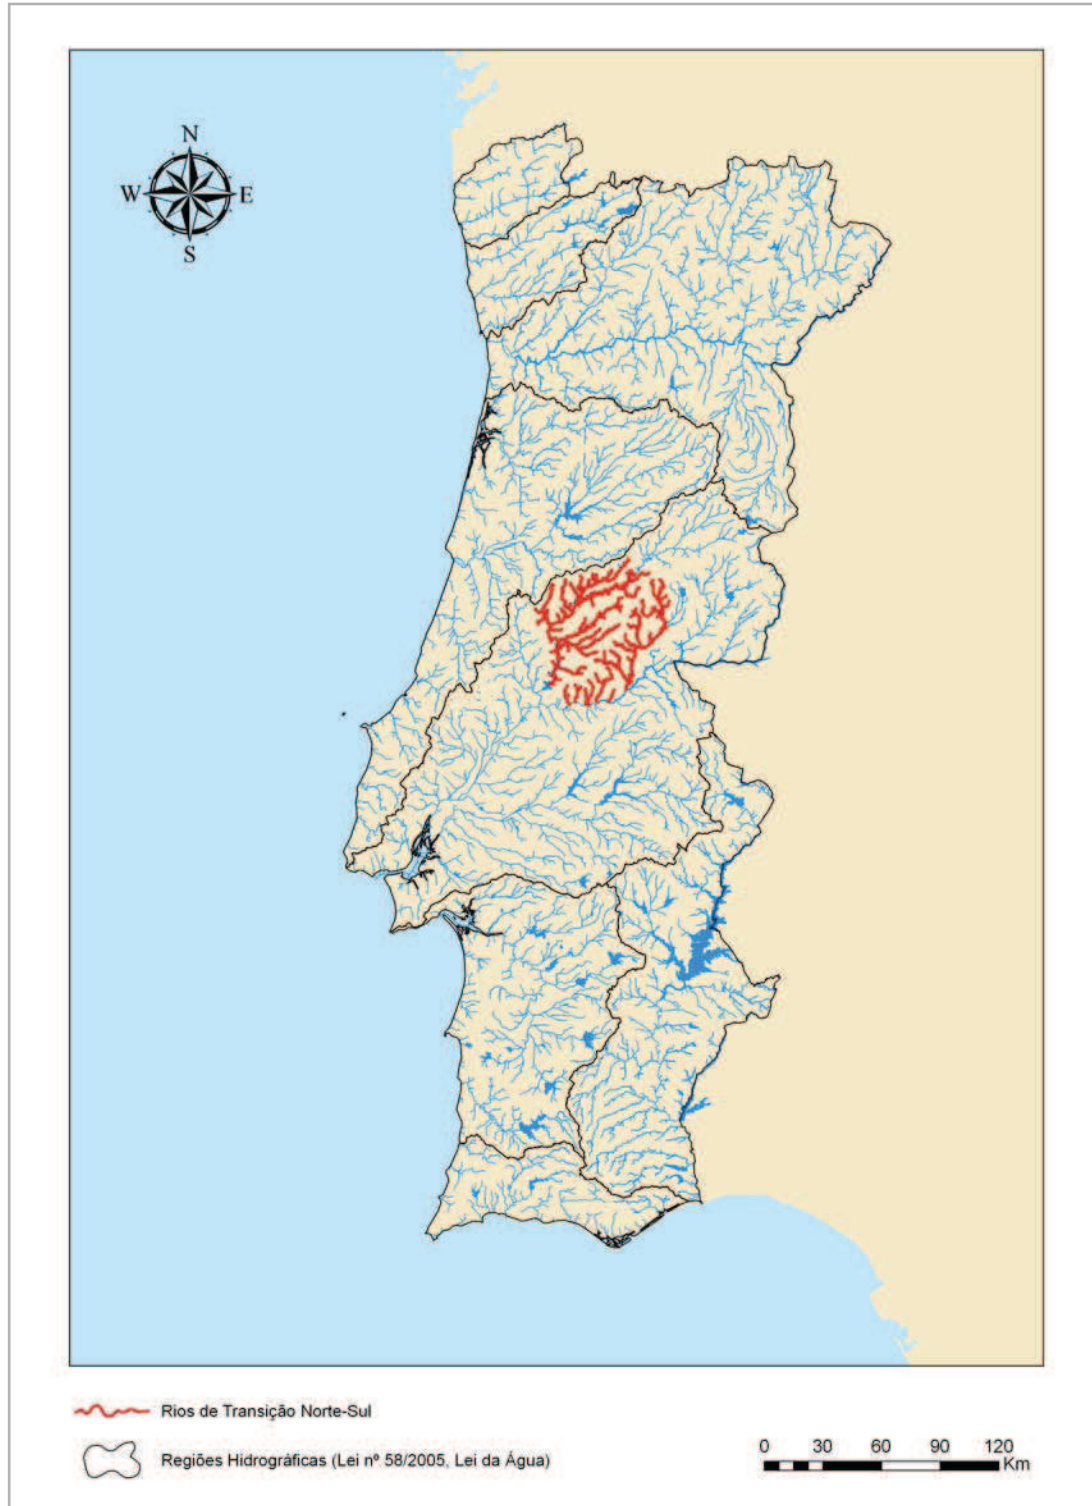 N
W E
S
Rios de Transição Norte-Sul
Regiões Hidrográficas (Lei nº 58/2005, Lei da Água)
0 30 60 90 120
Km